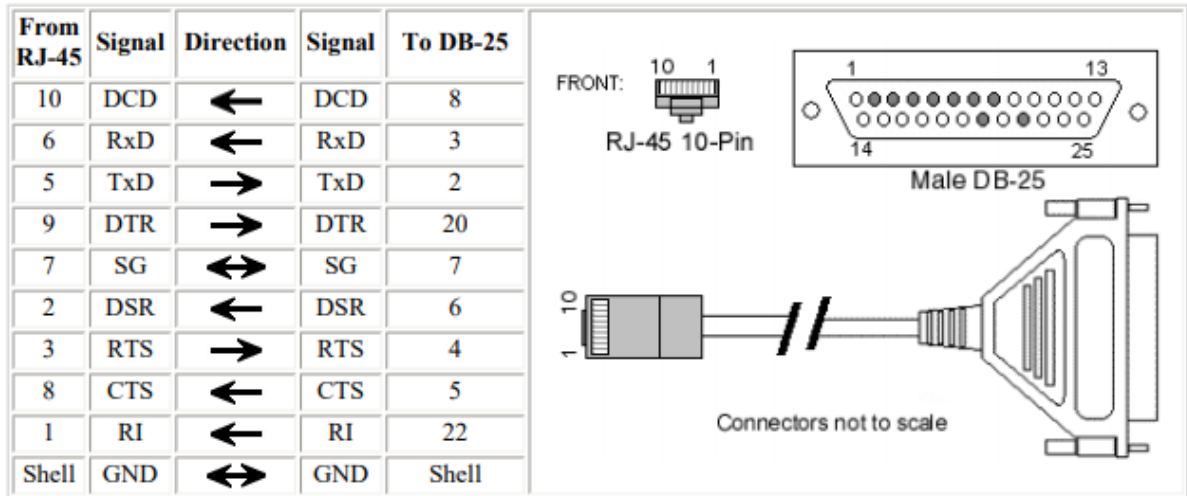 From RJ-45 Signal Direction Signal To DB-25
10 DCD DCD 8
6 RxD RxD 3
5 TxD TxD 2
9 DTR DTR 20
7 SG SG 7
2 DSR DSR 6
3 RTS RTS 4
8 CTS CTS 5
1 RI RI 22
Shell GND GND Shell
FRONT:
10 1
RJ-45 10-Pin
1 13
14 25
Male DB-25
10
1
Connectors not to scale